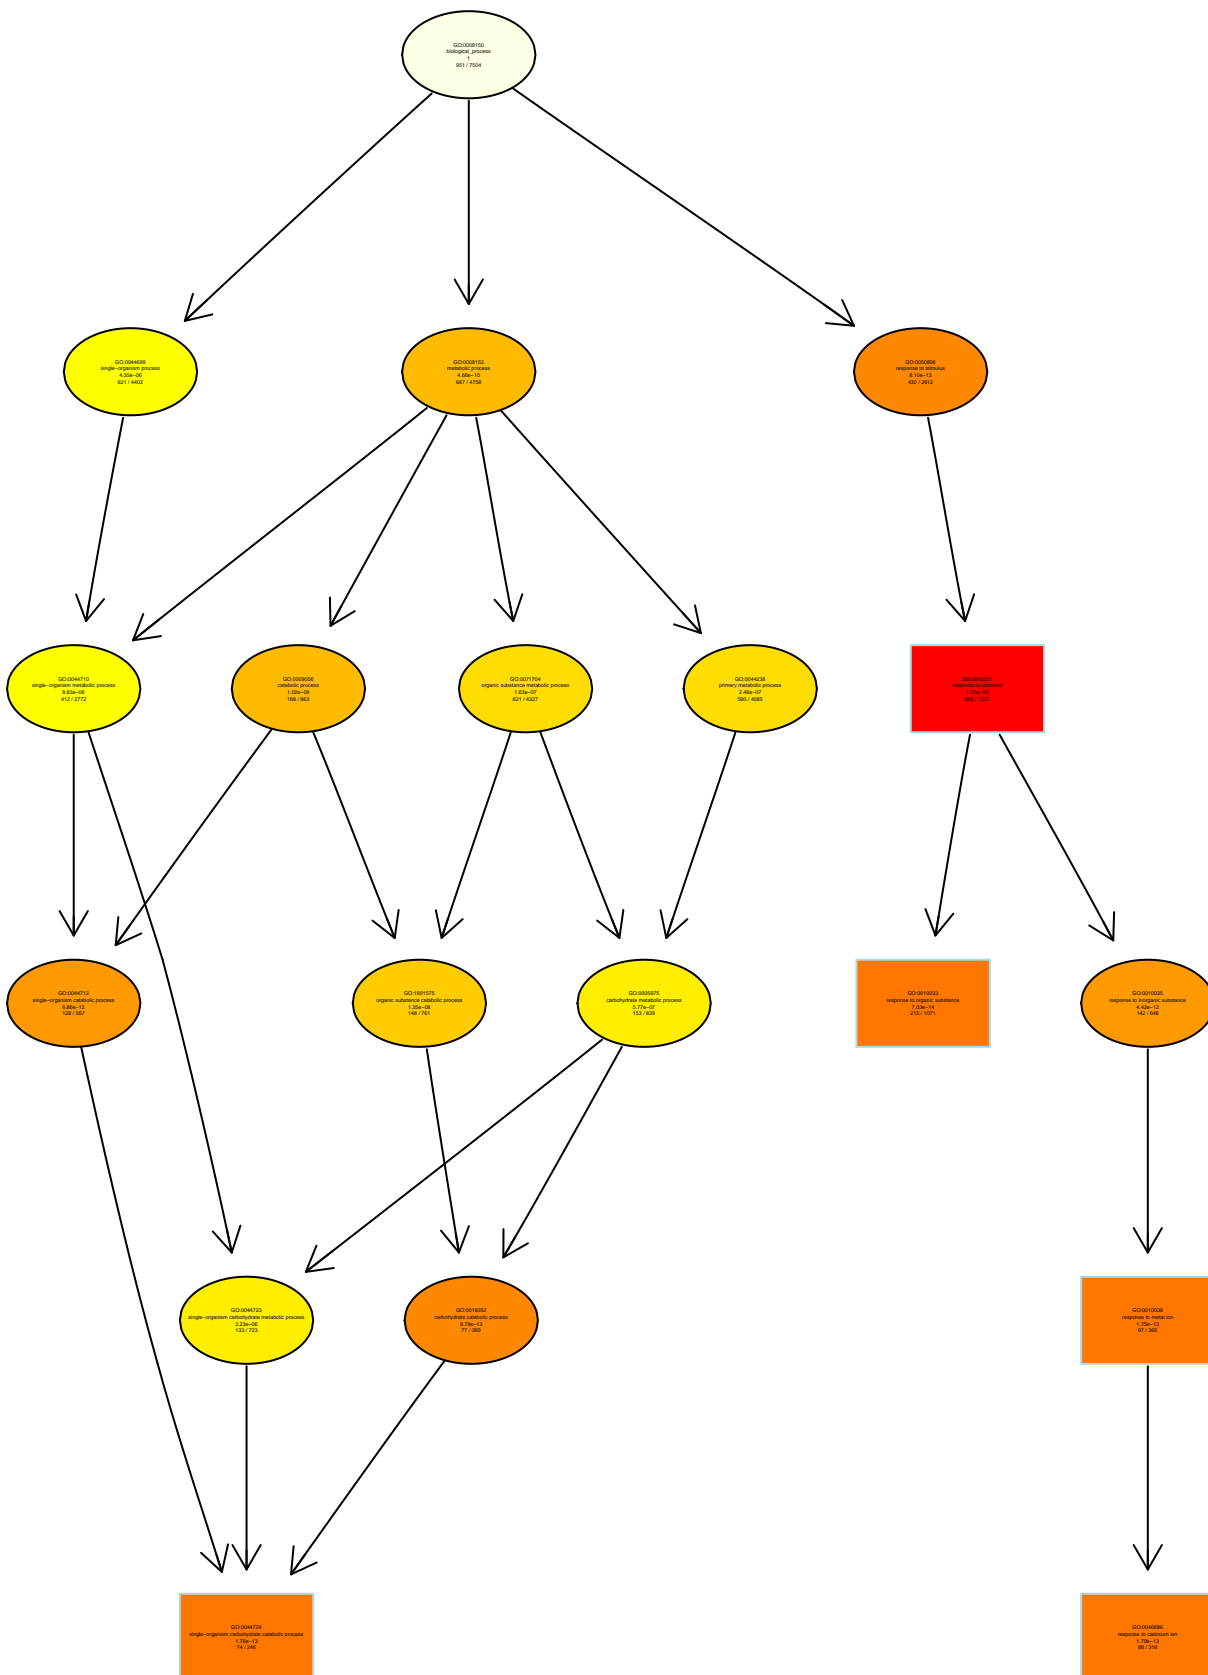 GO:0008150
biological_process
1
951 / 7504
GO:0044699
single−organism process
4.35e−06
621 / 4402
GO:0008152
metabolic process
4.66e−10
687 / 4758
GO:0050896
response to stimulus
8.10e−13
430 / 2612
GO:0044710
single−organism metabolic process
8.83e−06
412 / 2772
GO:0009056
catabolic process
1.02e−09
168 / 863
GO:0071704
organic substance metabolic process
1.63e−07
621 / 4327
GO:0044238
primary metabolic process
2.46e−07
590 / 4085
GO:0042221
response to chemical
GO:0044712
single−organism catabolic process
6.86e−12
128 / 567
GO:1901575
organic substance catabolic process
1.35e−08
148 / 761
GO:0005975
carbohydrate metabolic process
5.77e−07
153 / 839
GO:0010033
response to organic substance
7.03e−14
215 / 1071
GO:0010035
response to inorganic substance
4.42e−12
142 / 648
GO:0044723
single−organism carbohydrate metabolic process
2.23e−06
133 / 723
GO:0016052
carbohydrate catabolic process
9.79e−13
77 / 269
GO:0010038
response to metal ion
1.75e−13
97 / 368
GO:0044724
single−organism carbohydrate catabolic process
1.76e−13
74 / 246
GO:0046686
response to cadmium ion
1.79e−13
88 / 318